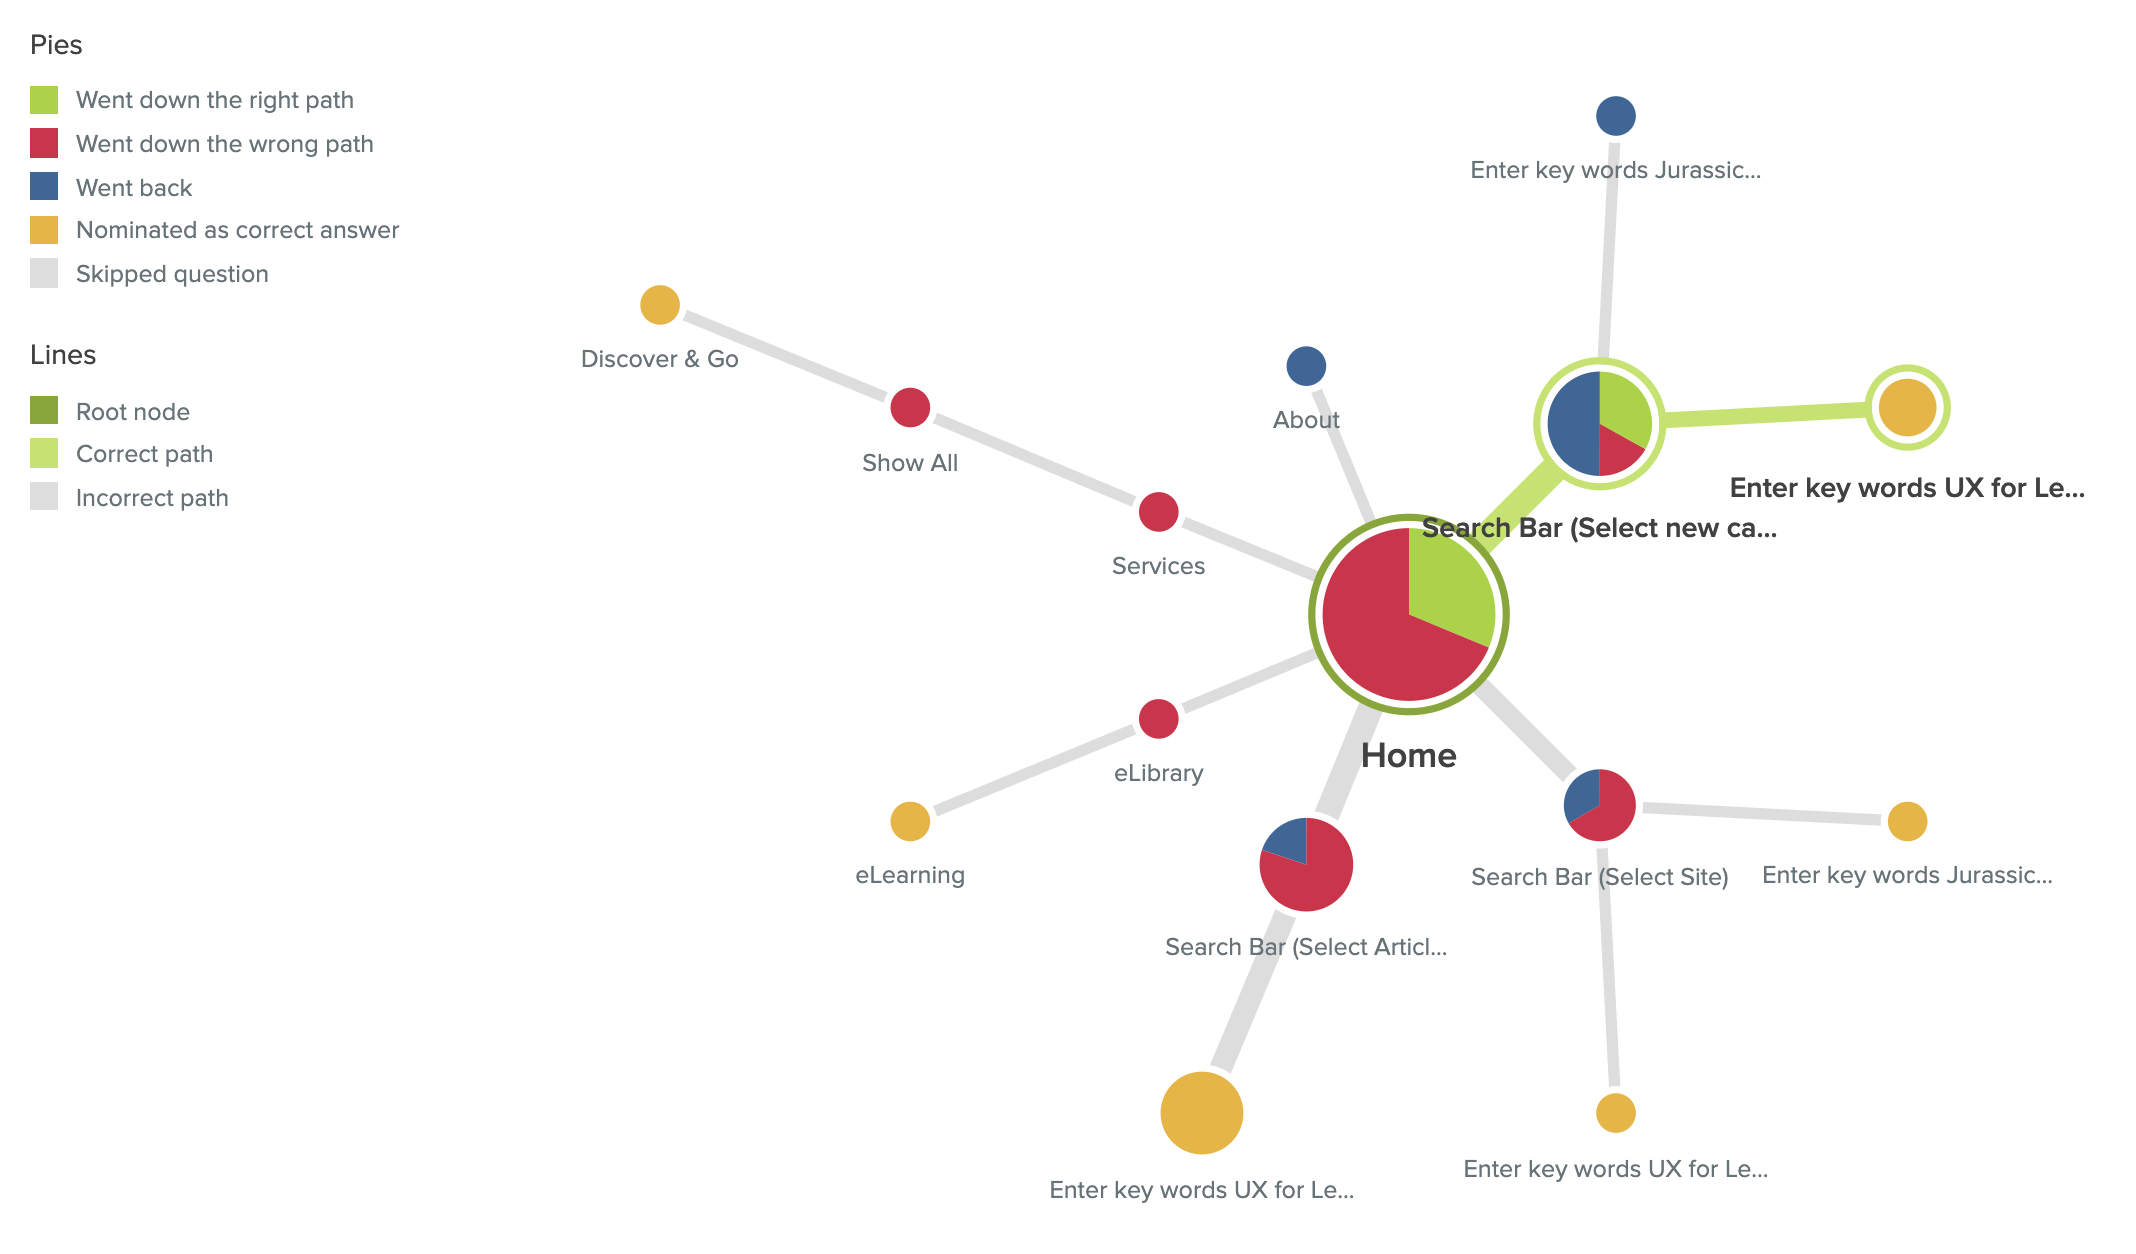 Pies
Went down the right path
Went down the wrong path
Went back
Nominated as correct answer
Skipped question
Lines
Root node
Correct path
Incorrect path
Enter key words Jurassic...
Discover & Go
About
Show All
Enter key words UX for Le...
Search Bar (Select new ca...
Services
Home
eLibrary
eLearning
Search Bar (Select Site)
Enter key words Jurassic...
Search Bar (Select Articl...
Enter key words UX for Le...
Enter key words UX for Le...